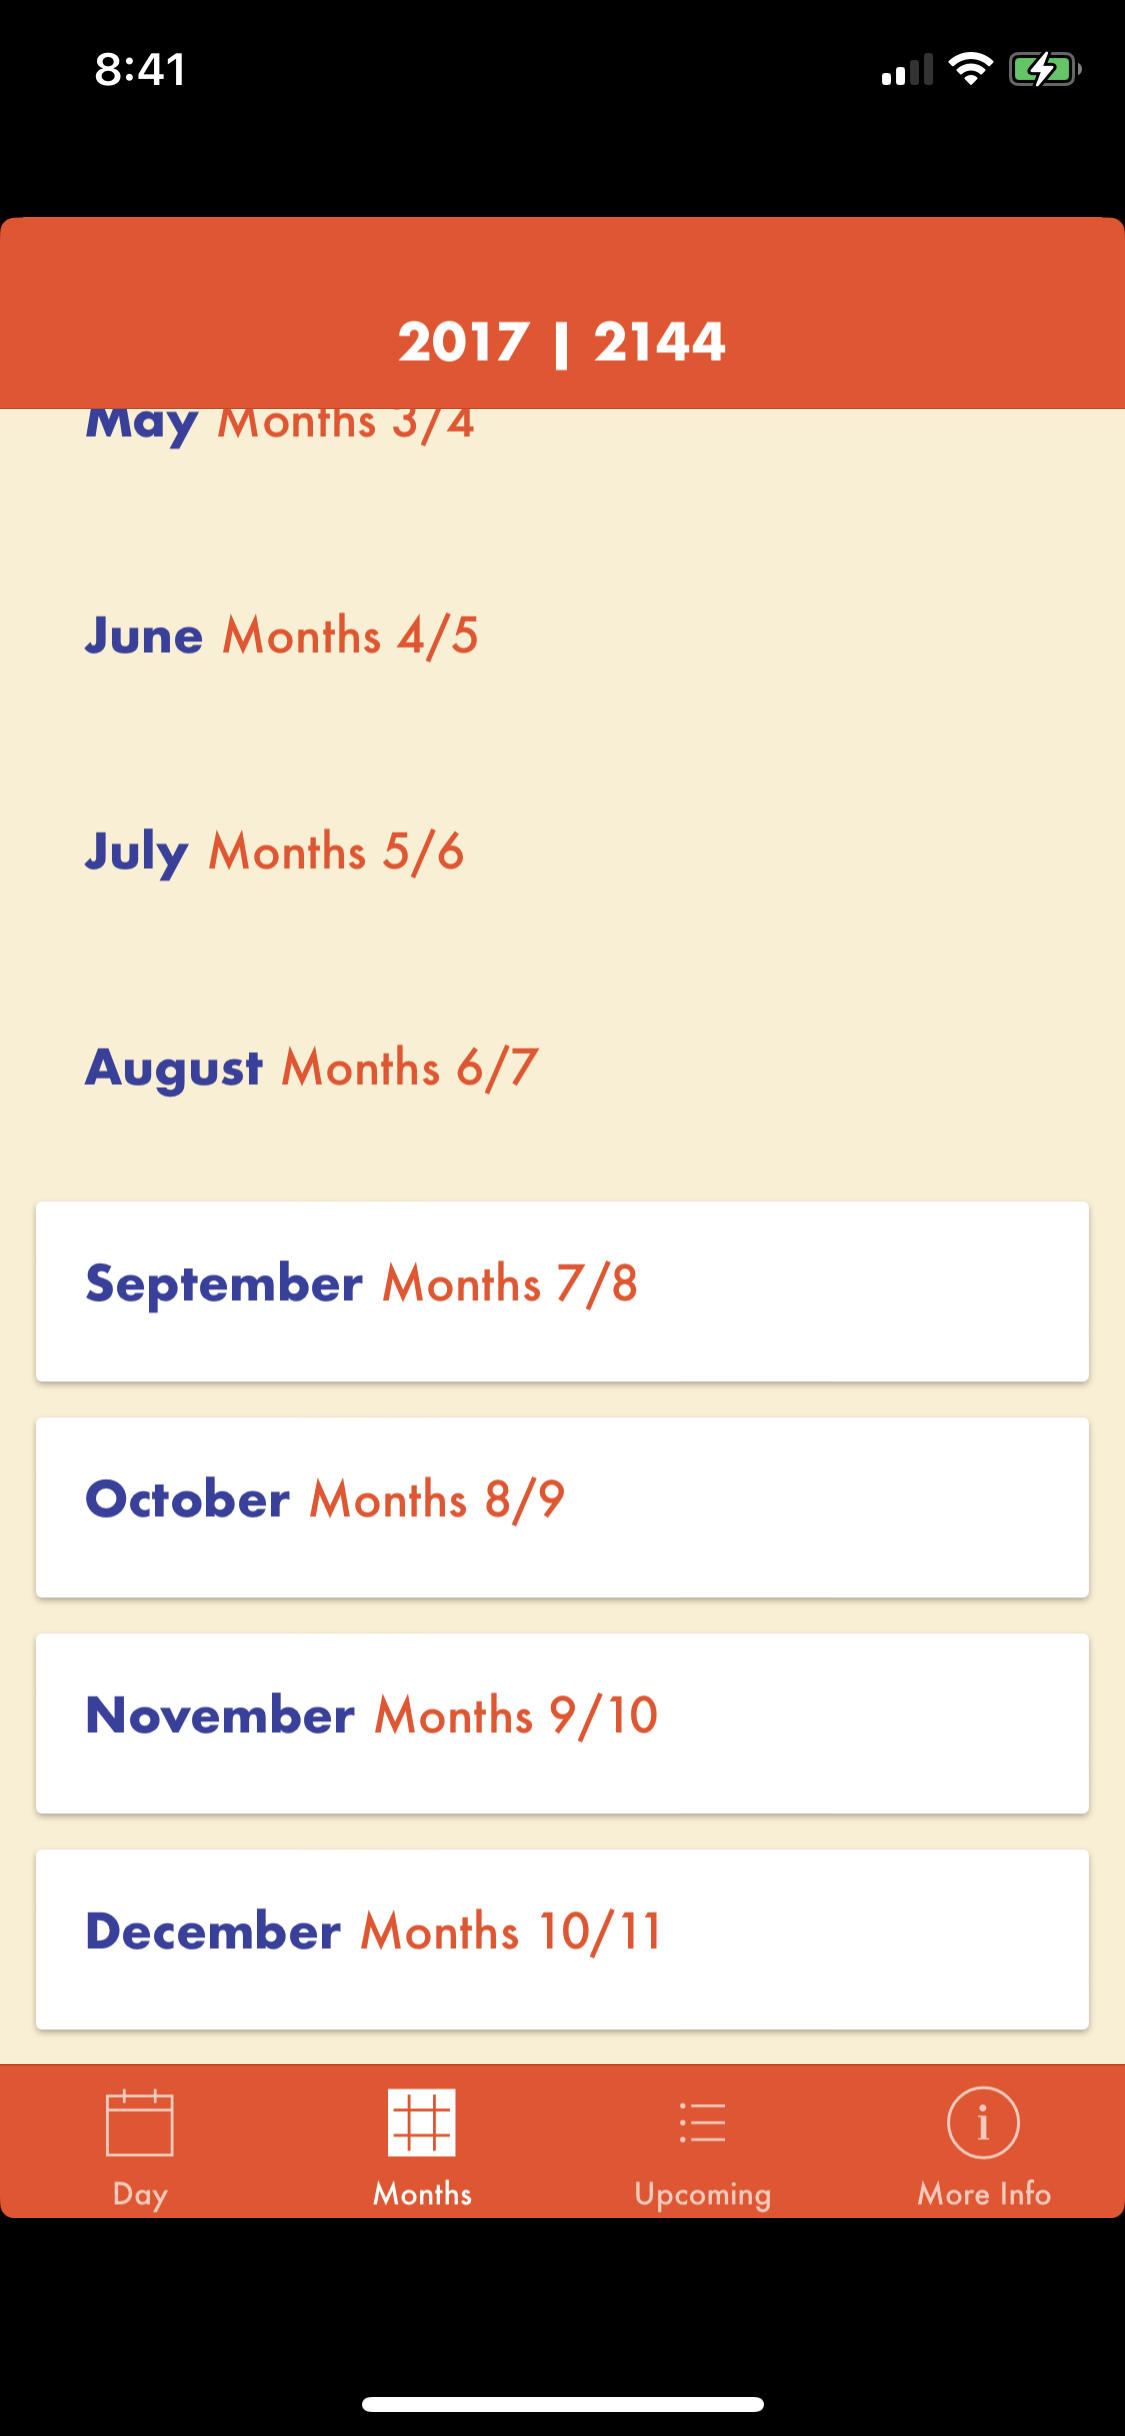 8:41
2017 | 2144
May Months 3/4
June Months 4/5
July Months 5/6
August Months 6/7
September Months 7/8
October Months 8/9
November Months 9/10
December Months 10/11
Day
Months
Upcoming
More Info